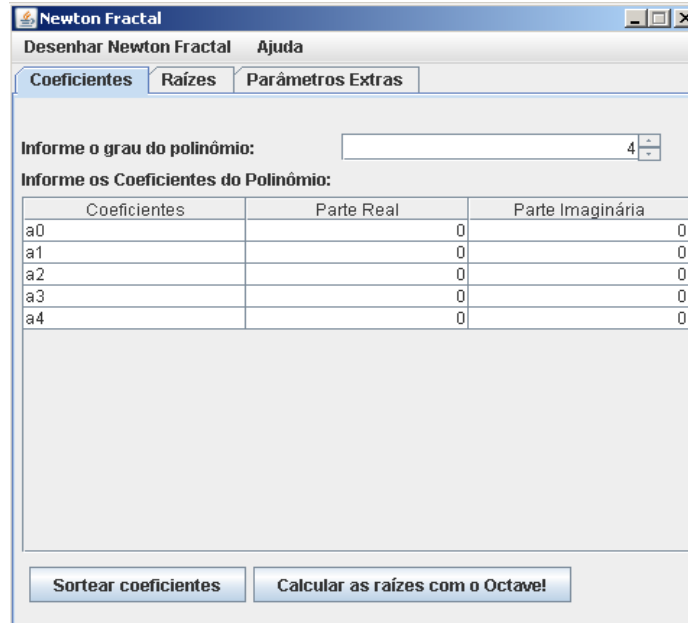 Newton Fractal
Desenhar Newton Fractal Ajuda
Coeficientes Raízes Parâmetros Extras
Informe o grau do polinômio: 4
Informe os Coeficientes do Polinômio:
Coeficientes Parte Real Parte Imaginária
a0 0 0
a1 0 0
a2 0 0
a3 0 0
a4 0 0
Sortear coeficientes Calcular as raízes com o Octave!